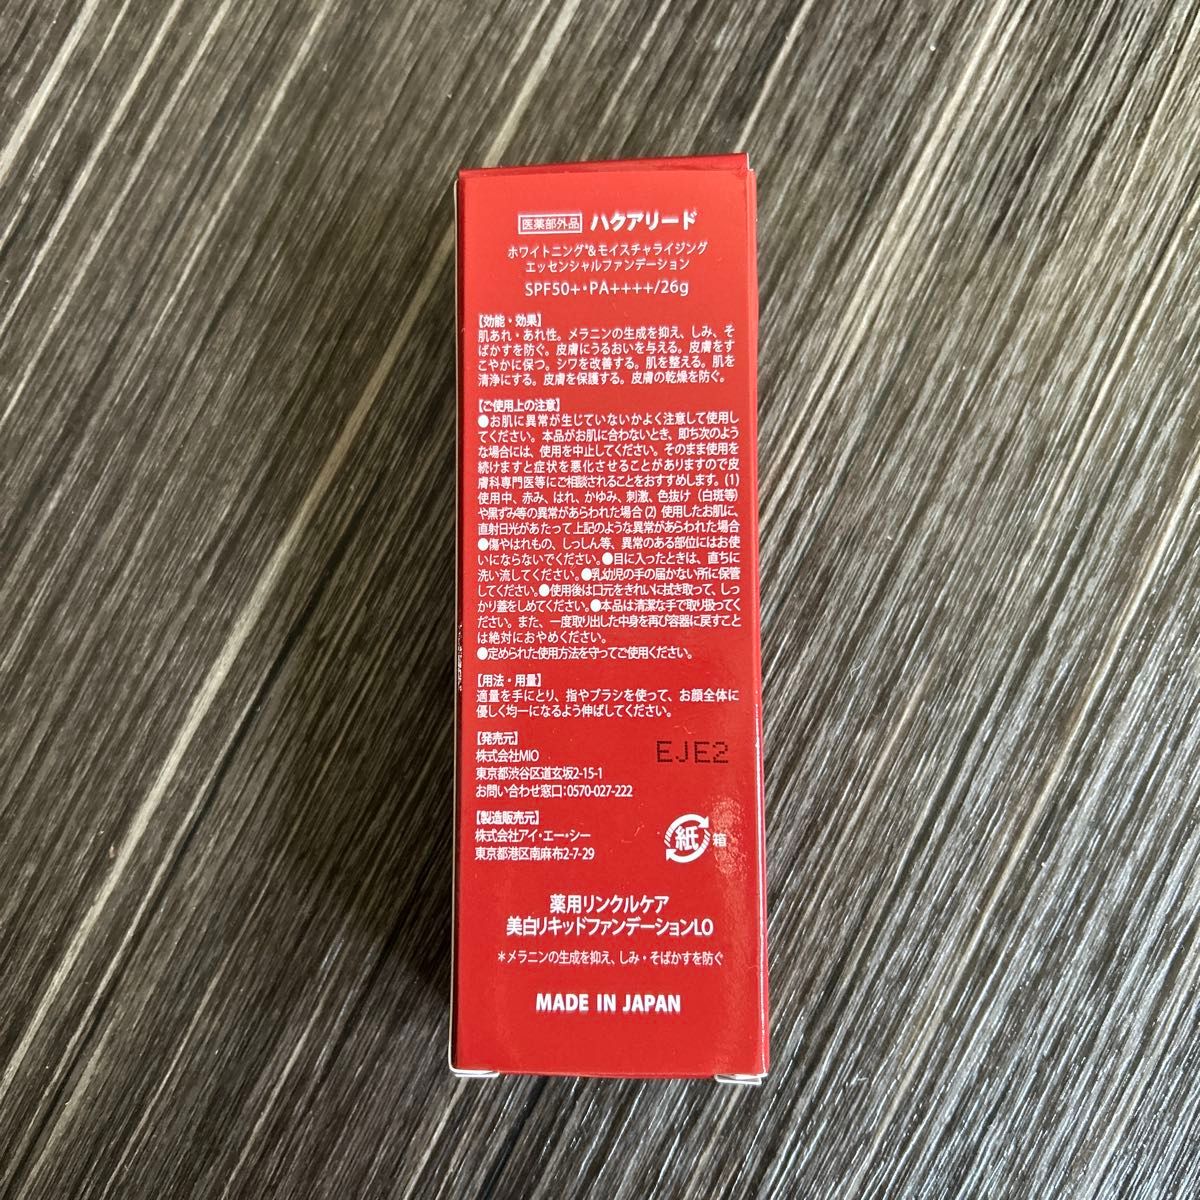 医薬部外品 ハクアリード
ホワイトニング*&モイスチャライジング
エッセンシャルファンデーション
SPF50+・PA++++/26g
【効能・効果】
肌あれ・あれ性。メラニンの生成を抑え、しみ、そ
ばかすを防ぐ。皮膚にうるおいを与える。皮膚をす
こやかに保つ。シワを改善する。肌を整える。肌を
清浄にする。皮膚を保護する。皮膚の乾燥を防ぐ。
【ご使用上の注意】
●お肌に異常が生じていないかよく注意して使用し
てください。本品がお肌に合わないとき、即ち次のよう
な場合には、使用を中止してください。そのまま使用を
続けますと症状を悪化させることがありますので皮
膚科専門医等にご相談されることをおすすめします。(1)
使用中、赤み、はれ、かゆみ、刺激、色抜け（白斑等）
や黒ずみ等の異常があらわれた場合(2) 使用したお肌に、
直射日光があたって上記のような異常があらわれた場合
●傷やはれもの、しっしん等、異常のある部位にはお使
いにならないでください。●目に入ったときは、直ちに
洗い流してください。●乳幼児の手の届かない所に保管
してください。●使用後は口元をきれいに拭き取って、しっ
かり蓋をしめてください。●本品は清潔な手で取り扱ってく
ださい。また、一度取り出した中身を再び容器に戻すこと
は絶対におやめください。
●定められた使用方法を守ってご使用ください。
【用法・用量】
適量を手にとり、指やブラシを使って、お顔全体に
優しく均一になるよう伸ばしてください。
【発売元】
株式会社MIO
EJE2
東京都渋谷区道玄坂2-15-1
お問い合わせ窓口:0570-027-222
【製造販売元】
株式会社アイ・エー・シー
紙 箱
東京都港区南麻布2-7-29
薬用リンクルケア
美白リキッドファンデーションLO
*メラニンの生成を抑え、しみ・そばかすを防ぐ
MADE IN JAPAN